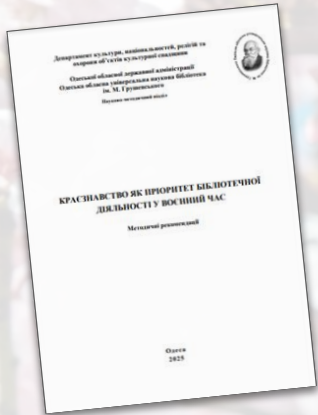 Департамент культури, національностей, релігій та
охорони об'єктів культурної спадщини
Одеської обласної державної адміністрації
Одеська обласна універсальна наукова бібліотека
ім. М. Грушевського
Науково-методичний відділ
КРАЄЗНАВСТВО ЯК ПРІОРИТЕТ БІБЛІОТЕЧНОЇ
ДІЯЛЬНОСТІ У ВОЄННИЙ ЧАС
Методичні рекомендації
Одеса
2025